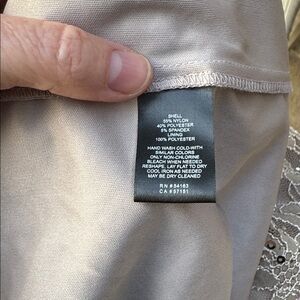 SHELL
55% NYLON
40% POLYESTER
5% SPANDEX
LINING
100% POLYESTER
HAND WASH COLD-WITH
SIMILAR COLORS
ONLY NON-CHLORINE
BLEACH WHEN NEEDED
RESHAPE, LAY FLAT TO DRY
COOL IRON AS NEEDED
MAY BE DRY CLEANED
RN # 54163
CA # 57151